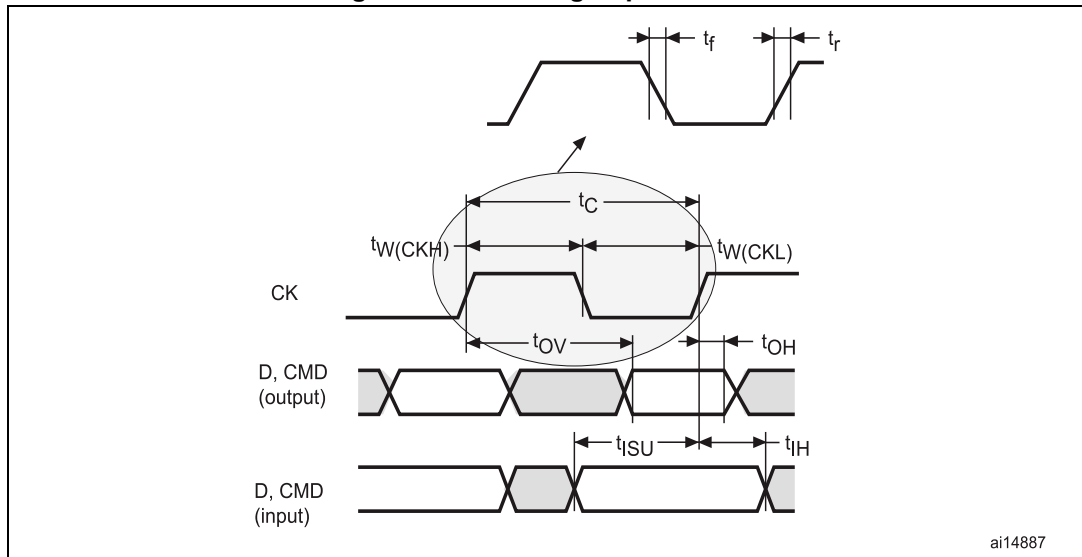 tf
tr
tC
tW(CKH)
tW(CKL)
CK
tOV
tOH
D, CMD
(output)
tISU
tIH
D, CMD
(input)
ai14887